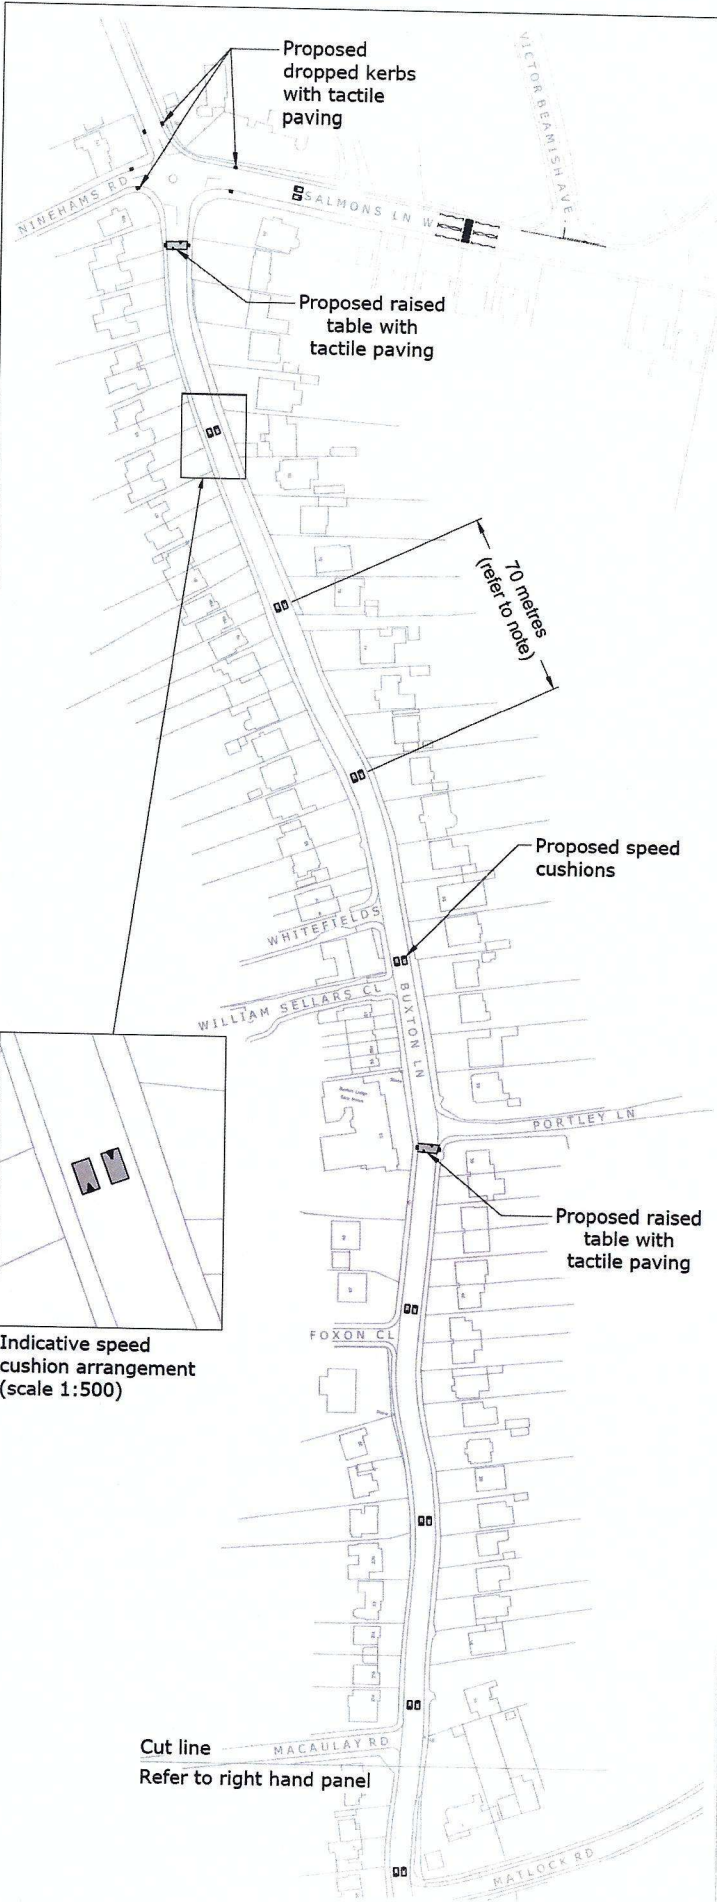 Proposed
dropped kerbs
with tactile
paving
VICTOR BEAMISH AVE
NINEHAMS RD
SALMONS LN W
Proposed raised
table with
tactile paving
70 metres
(refer to note)
Proposed speed
cushions
WHITEFIELDS
WILLIAM SELLARS CL
BUXTON LN
PORTLEY LN
Proposed raised
table with
tactile paving
Indicative speed
cushion arrangement
(scale 1:500)
FOXON CL
Cut line
MACAULAY RD
Refer to right hand panel
MATLOCK RD